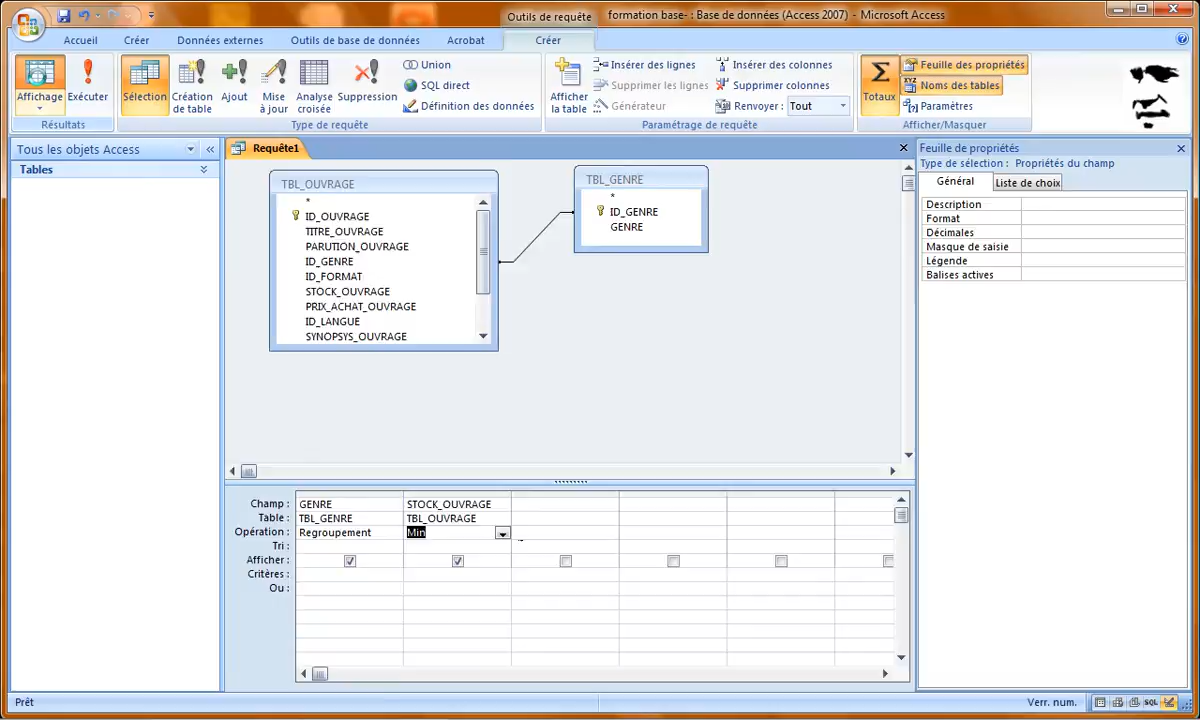 Outils de requête
formation base- : Base de données (Access 2007) - Microsoft Access
Accueil
Créer
Données externes
Outils de base de données
Acrobat
Créer
Affichage
Exécuter
Résultats
Sélection
Création de table
Ajout
Mise à jour
Analyse croisée
Suppression
Union
SQL direct
Définition des données
Type de requête
Afficher la table
Insérer des lignes
Supprimer les lignes
Générateur
Insérer des colonnes
Supprimer colonnes
Renvoyer : Tout
Paramétrage de requête
Σ
Totaux
Feuille des propriétés
XYZ Noms des tables
Paramètres
Afficher/Masquer
Tous les objets Access
Tables
Requête1
TBL_OUVRAGE
*
ID_OUVRAGE
TITRE_OUVRAGE
PARUTION_OUVRAGE
ID_GENRE
ID_FORMAT
STOCK_OUVRAGE
PRIX_ACHAT_OUVRAGE
ID_LANGUE
SYNOPSYS_OUVRAGE
TBL_GENRE
*
ID_GENRE
GENRE
Champ : GENRE STOCK_OUVRAGE
Table : TBL_GENRE TBL_OUVRAGE
Opération : Regroupement Min
Tri :
Afficher :
Critères :
Ou :
Feuille de propriétés
Type de sélection : Propriétés du champ
Général
Liste de choix
Description
Format
Décimales
Masque de saisie
Légende
Balises actives
Prêt
Verr. num.
SQL